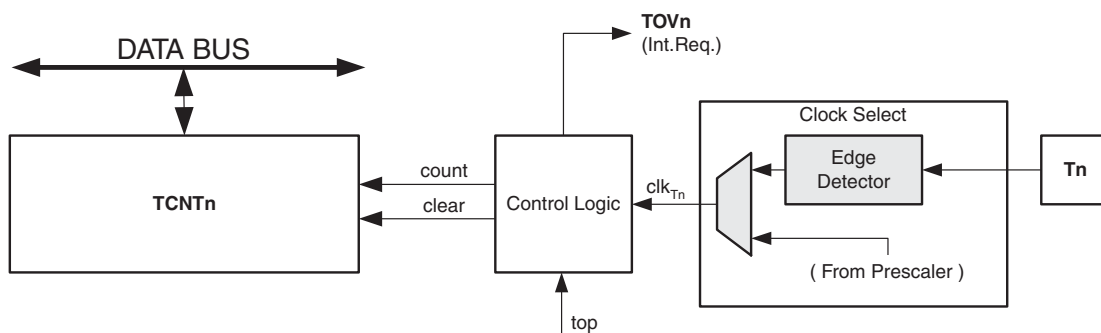 TOVn
(Int.Req.)
DATA BUS
Clock Select
Edge
Detector
Tn
count
clkTn
TCNTn
Control Logic
clear
( From Prescaler )
top